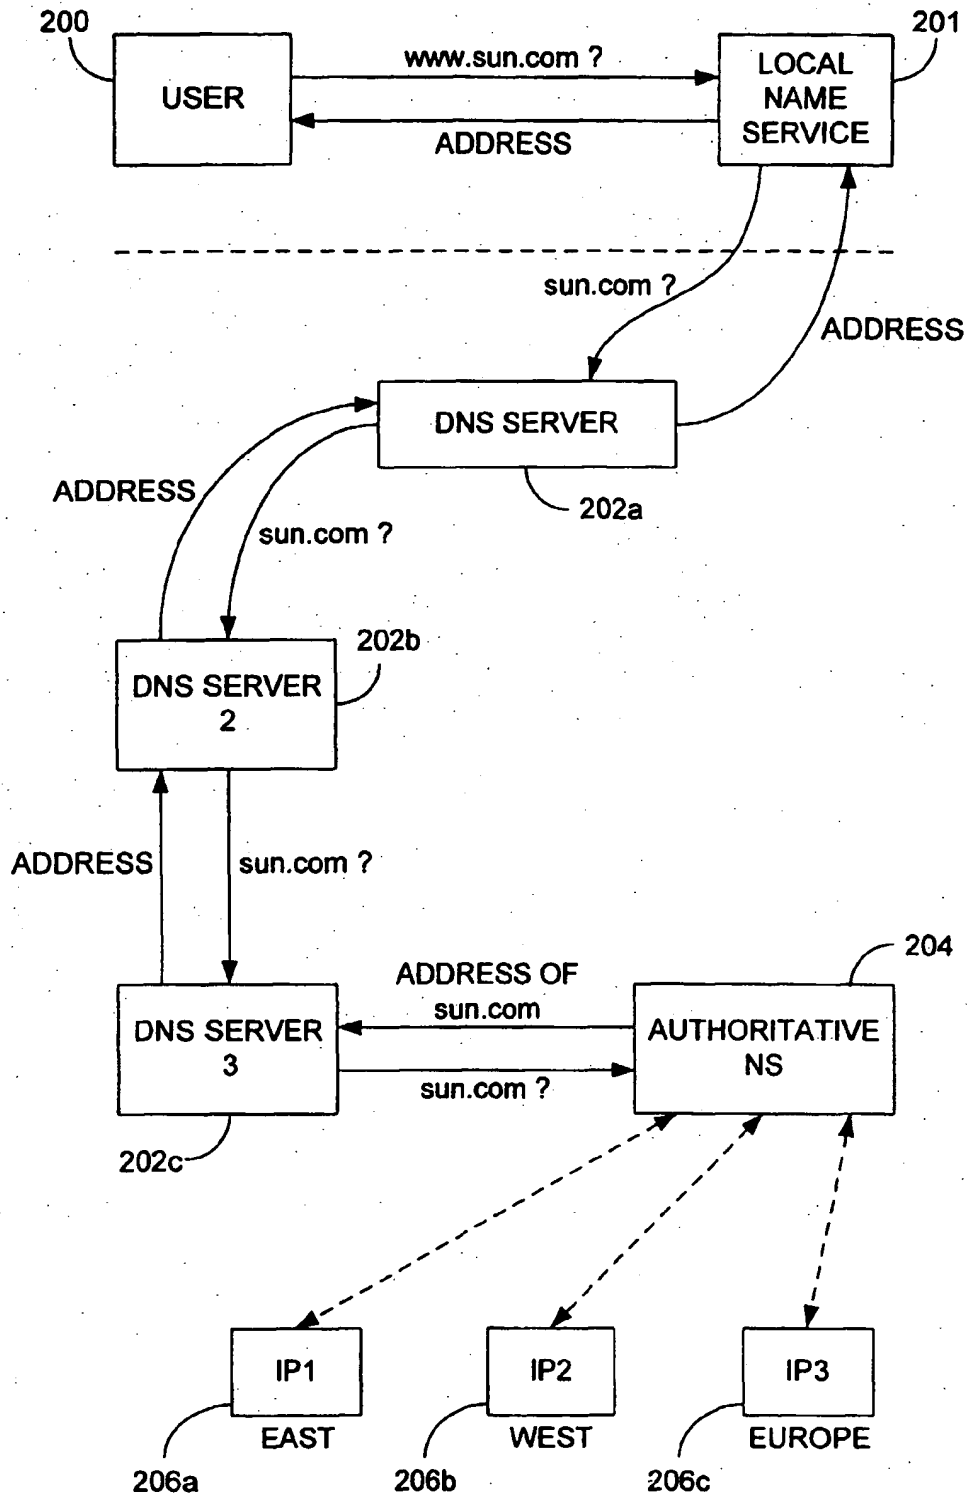 200
201
www.sun.com ?
USER
LOCAL
NAME
SERVICE
ADDRESS
sun.com ?
ADDRESS
DNS SERVER
202a
ADDRESS
sun.com ?
202b
DNS SERVER
2
ADDRESS
sun.com ?
204
ADDRESS OF
sun.com
DNS SERVER
3
AUTHORITATIVE
NS
sun.com ?
202c
IP1
IP2
IP3
EAST
WEST
EUROPE
206a
206b
206c